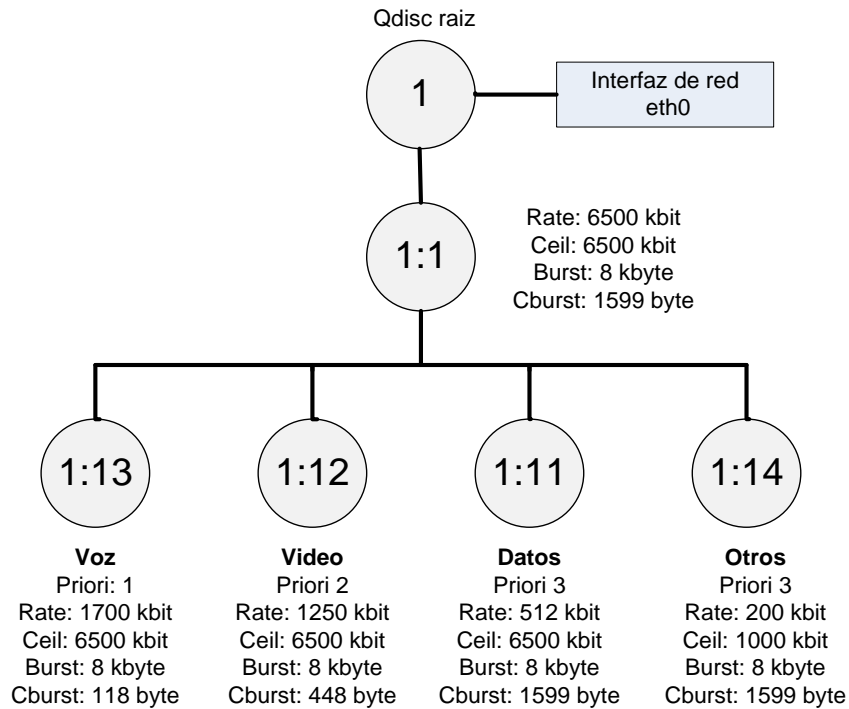 Qdisc raiz
1
Interfaz de red
eth0
1:1
Rate: 6500 kbit
Ceil: 6500 kbit
Burst: 8 kbyte
Cburst: 1599 byte
1:13
1:12
1:11
1:14
Voz
Priori: 1
Rate: 1700 kbit
Ceil: 6500 kbit
Burst: 8 kbyte
Cburst: 118 byte
Video
Priori 2
Rate: 1250 kbit
Ceil: 6500 kbit
Burst: 8 kbyte
Cburst: 448 byte
Datos
Priori 3
Rate: 512 kbit
Ceil: 6500 kbit
Burst: 8 kbyte
Cburst: 1599 byte
Otros
Priori 3
Rate: 200 kbit
Ceil: 1000 kbit
Burst: 8 kbyte
Cburst: 1599 byte